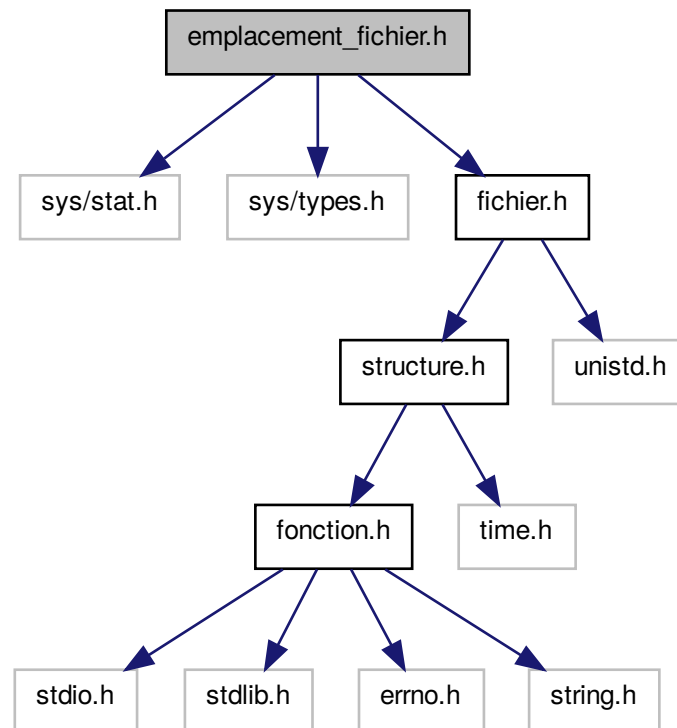 emplacement_fichier.h
sys/stat.h
sys/types.h
fichier.h
structure.h
unistd.h
fonction.h
time.h
stdio.h
stdlib.h
errno.h
string.h